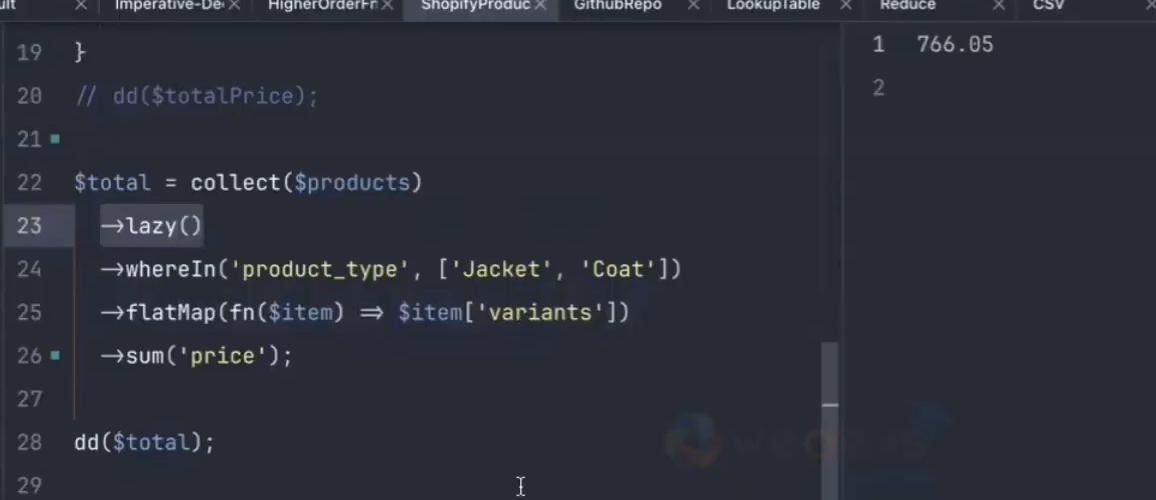 Imperative-De HigherOrderFn ShopifyProduc GithubRepo LookupTable Reduce CSV
19 }
20 // dd($totalPrice);
21
22 $total = collect($products)
23 ->lazy()
24 ->whereIn('product_type', ['Jacket', 'Coat'])
25 ->flatMap(fn($item) => $item['variants'])
26 ->sum('price');
27
28 dd($total);
29
1 766.05
2